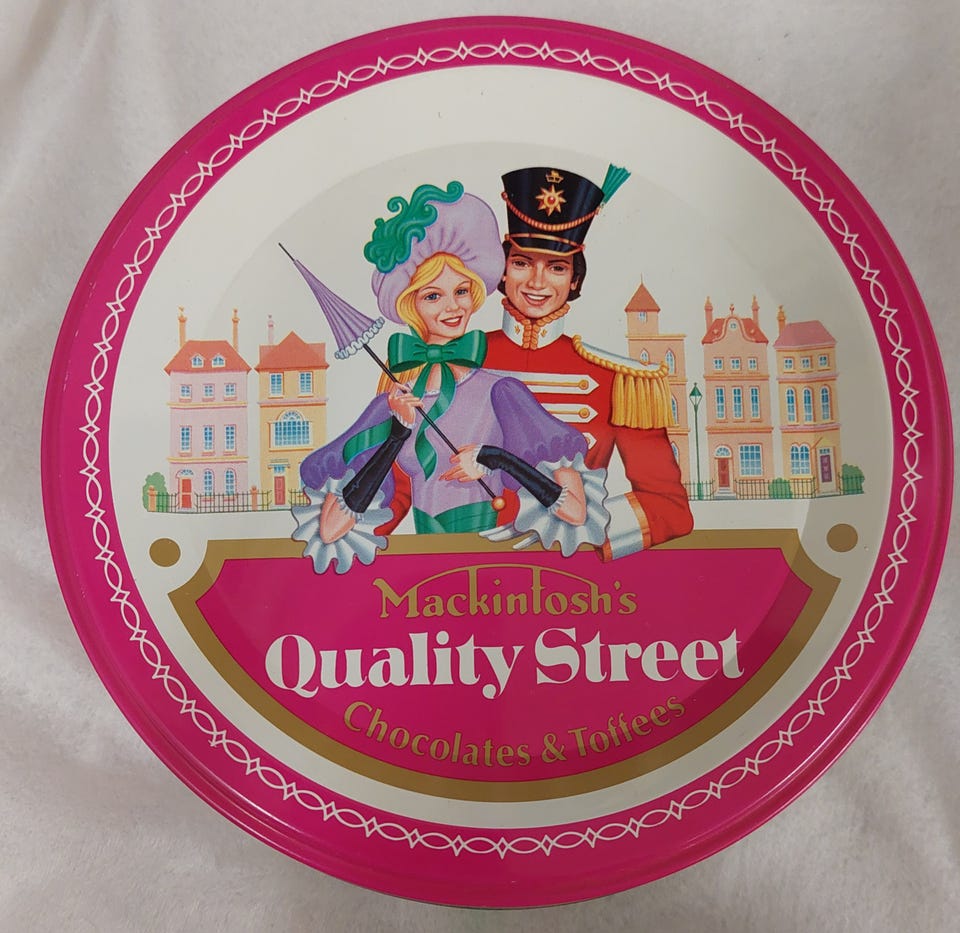 Mackintosh's
Quality Street
Chocolates & Toffees